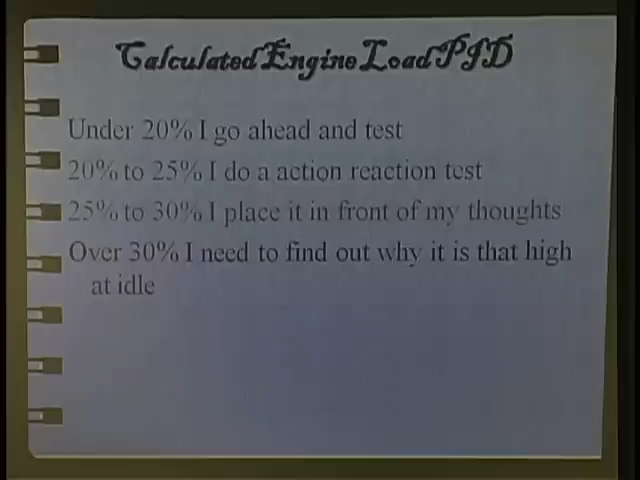 Calculated Engine Load PID
Under 20% I go ahead and test
20% to 25% I do a action reaction test
25% to 30% I place it in front of my thoughts
Over 30% I need to find out why it is that high
at idle